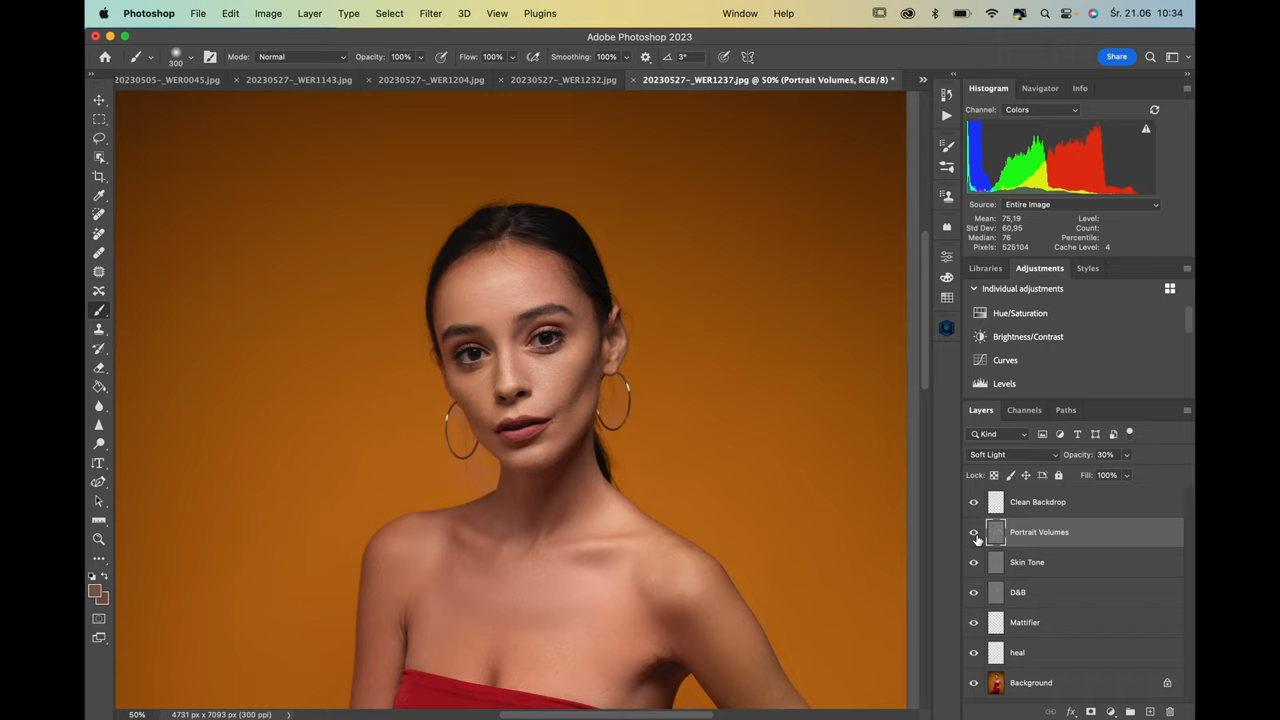 Photoshop File Edit Image Layer Type Select Filter 3D View Plugins Window Help Śr. 21.06 10:34
Adobe Photoshop 2023
300 Mode: Normal Opacity: 100% Flow: 100% Smoothing: 100% 3° Share
20230505-_WER0045.jpg 20230527-_WER1143.jpg 20230527-_WER1204.jpg 20230527-_WER1232.jpg 20230527-_WER1237.jpg @ 50% (Portrait Volumes, RGB/8) *
Histogram Navigator Info
Channel: Colors
Source: Entire Image
Mean: 75,19 Level:
Std Dev: 60,95 Count:
Median: 76 Percentile:
Pixels: 525104 Cache Level: 4
Libraries Adjustments Styles
Individual adjustments
Hue/Saturation
Brightness/Contrast
Curves
Levels
Layers Channels Paths
Kind
Soft Light Opacity: 30%
Lock: Fill: 100%
Clean Backdrop
Portrait Volumes
Skin Tone
D&B
Mattifier
heal
Background
50% 4731 px x 7093 px (300 ppi)